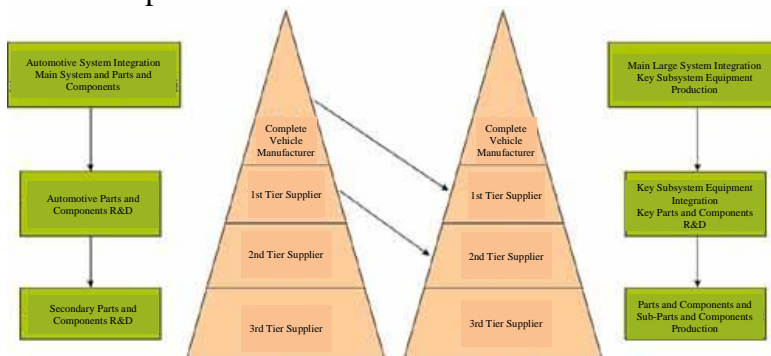 Automotive System Integration
Main System and Parts and
Components
Automotive Parts and
Components R&D
Secondary Parts and
Components R&D
Complete
Vehicle
Manufacturer
1st Tier Supplier
2nd Tier Supplier
3rd Tier Supplier
Complete
Vehicle
Manufacturer
1st Tier Supplier
2nd Tier Supplier
3rd Tier Supplier
Main Large System Integration
Key Subsystem Equipment
Production
Key Subsystem Equipment
Integration
Key Parts and Components
R&D
Parts and Components and
Sub-Parts and Components
Production